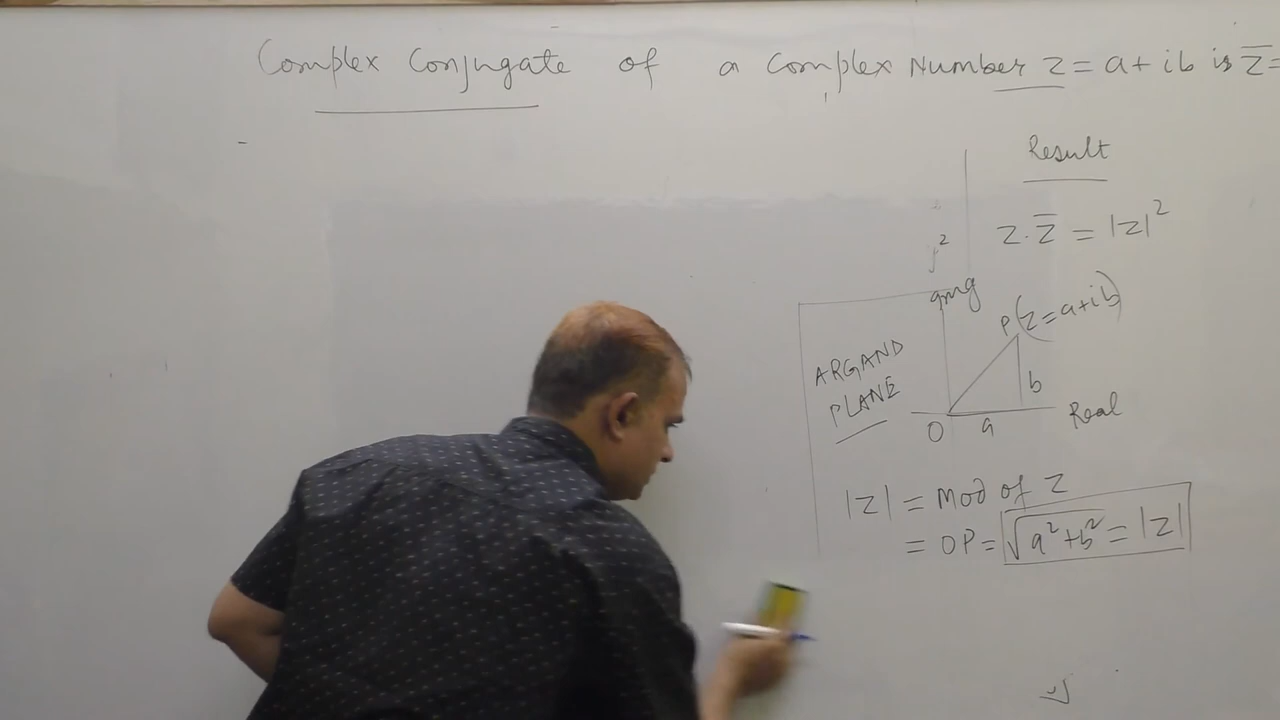 Complex Conjugate of a Complex Number z = a + ib is z̅ =
Result
z·z̅ = |z|²
Img
P(z = a+ib)
ARGAND
PLANE
b
Real
O
a
|z| = Mod of z
= OP = √(a²+b²) = |z|